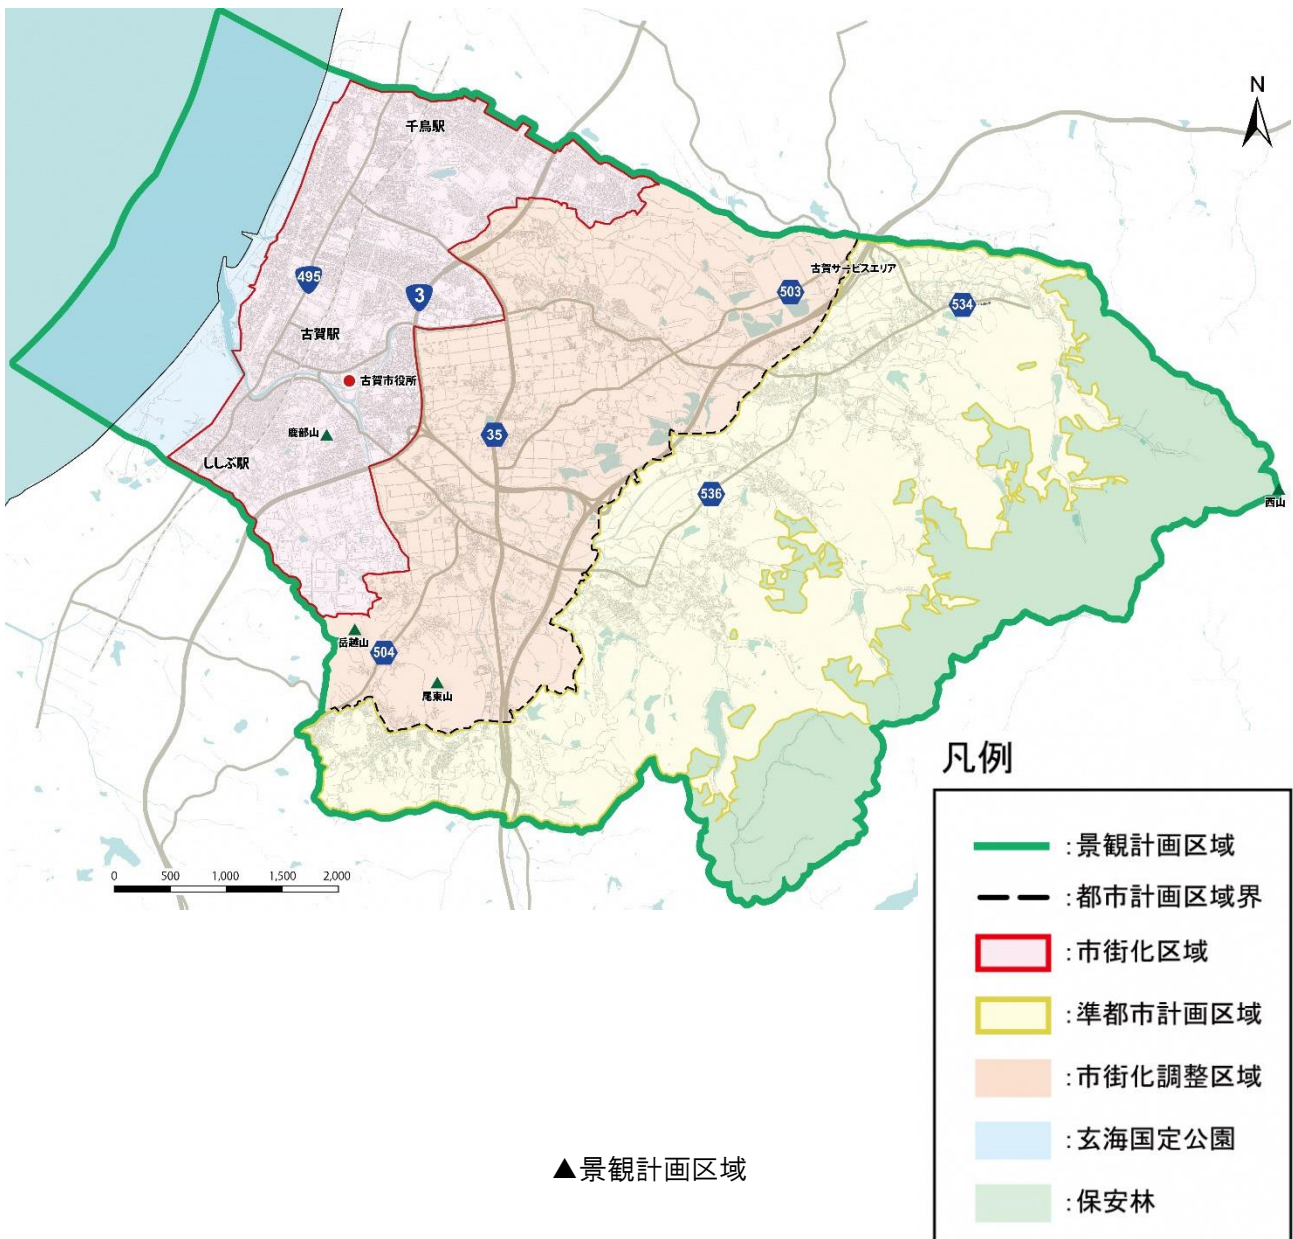 N
千鳥駅
495
3
古賀サービスエリア
503
534
古賀駅
古賀市役所
鹿部山
35
ししぶ駅
536
西山
岳越山
504
尾東山
0 500 1,000 1,500 2,000
凡例
:景観計画区域
:都市計画区域界
:市街化区域
:準都市計画区域
:市街化調整区域
:玄海国定公園
:保安林
▲景観計画区域